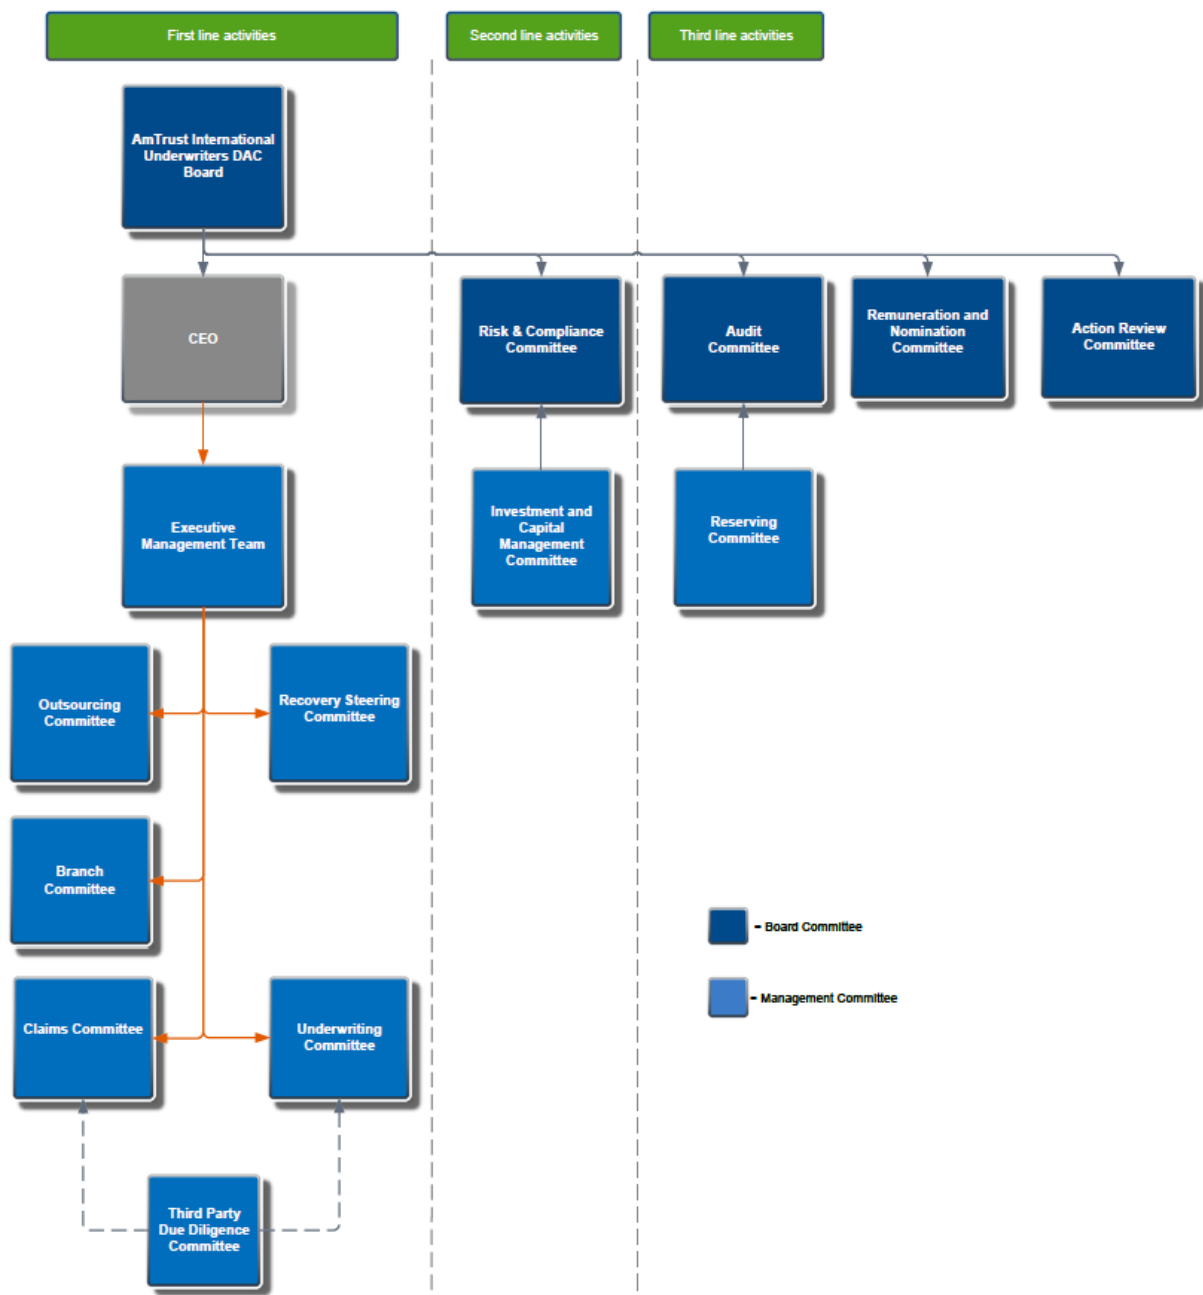 First line activities
Second line activities
Third line activities
AmTrust International
Underwriters DAC
Board
CEO
Risk & Compliance
Committee
Audit
Committee
Remuneration and
Nomination
Committee
Action Review
Committee
Executive
Management Team
Investment and
Capital
Management
Committee
Reserving
Committee
Outsourcing
Committee
Recovery Steering
Committee
Branch
Committee
- Board Committee
- Management Committee
Claims Committee
Underwriting
Committee
Third Party
Due Diligence
Committee